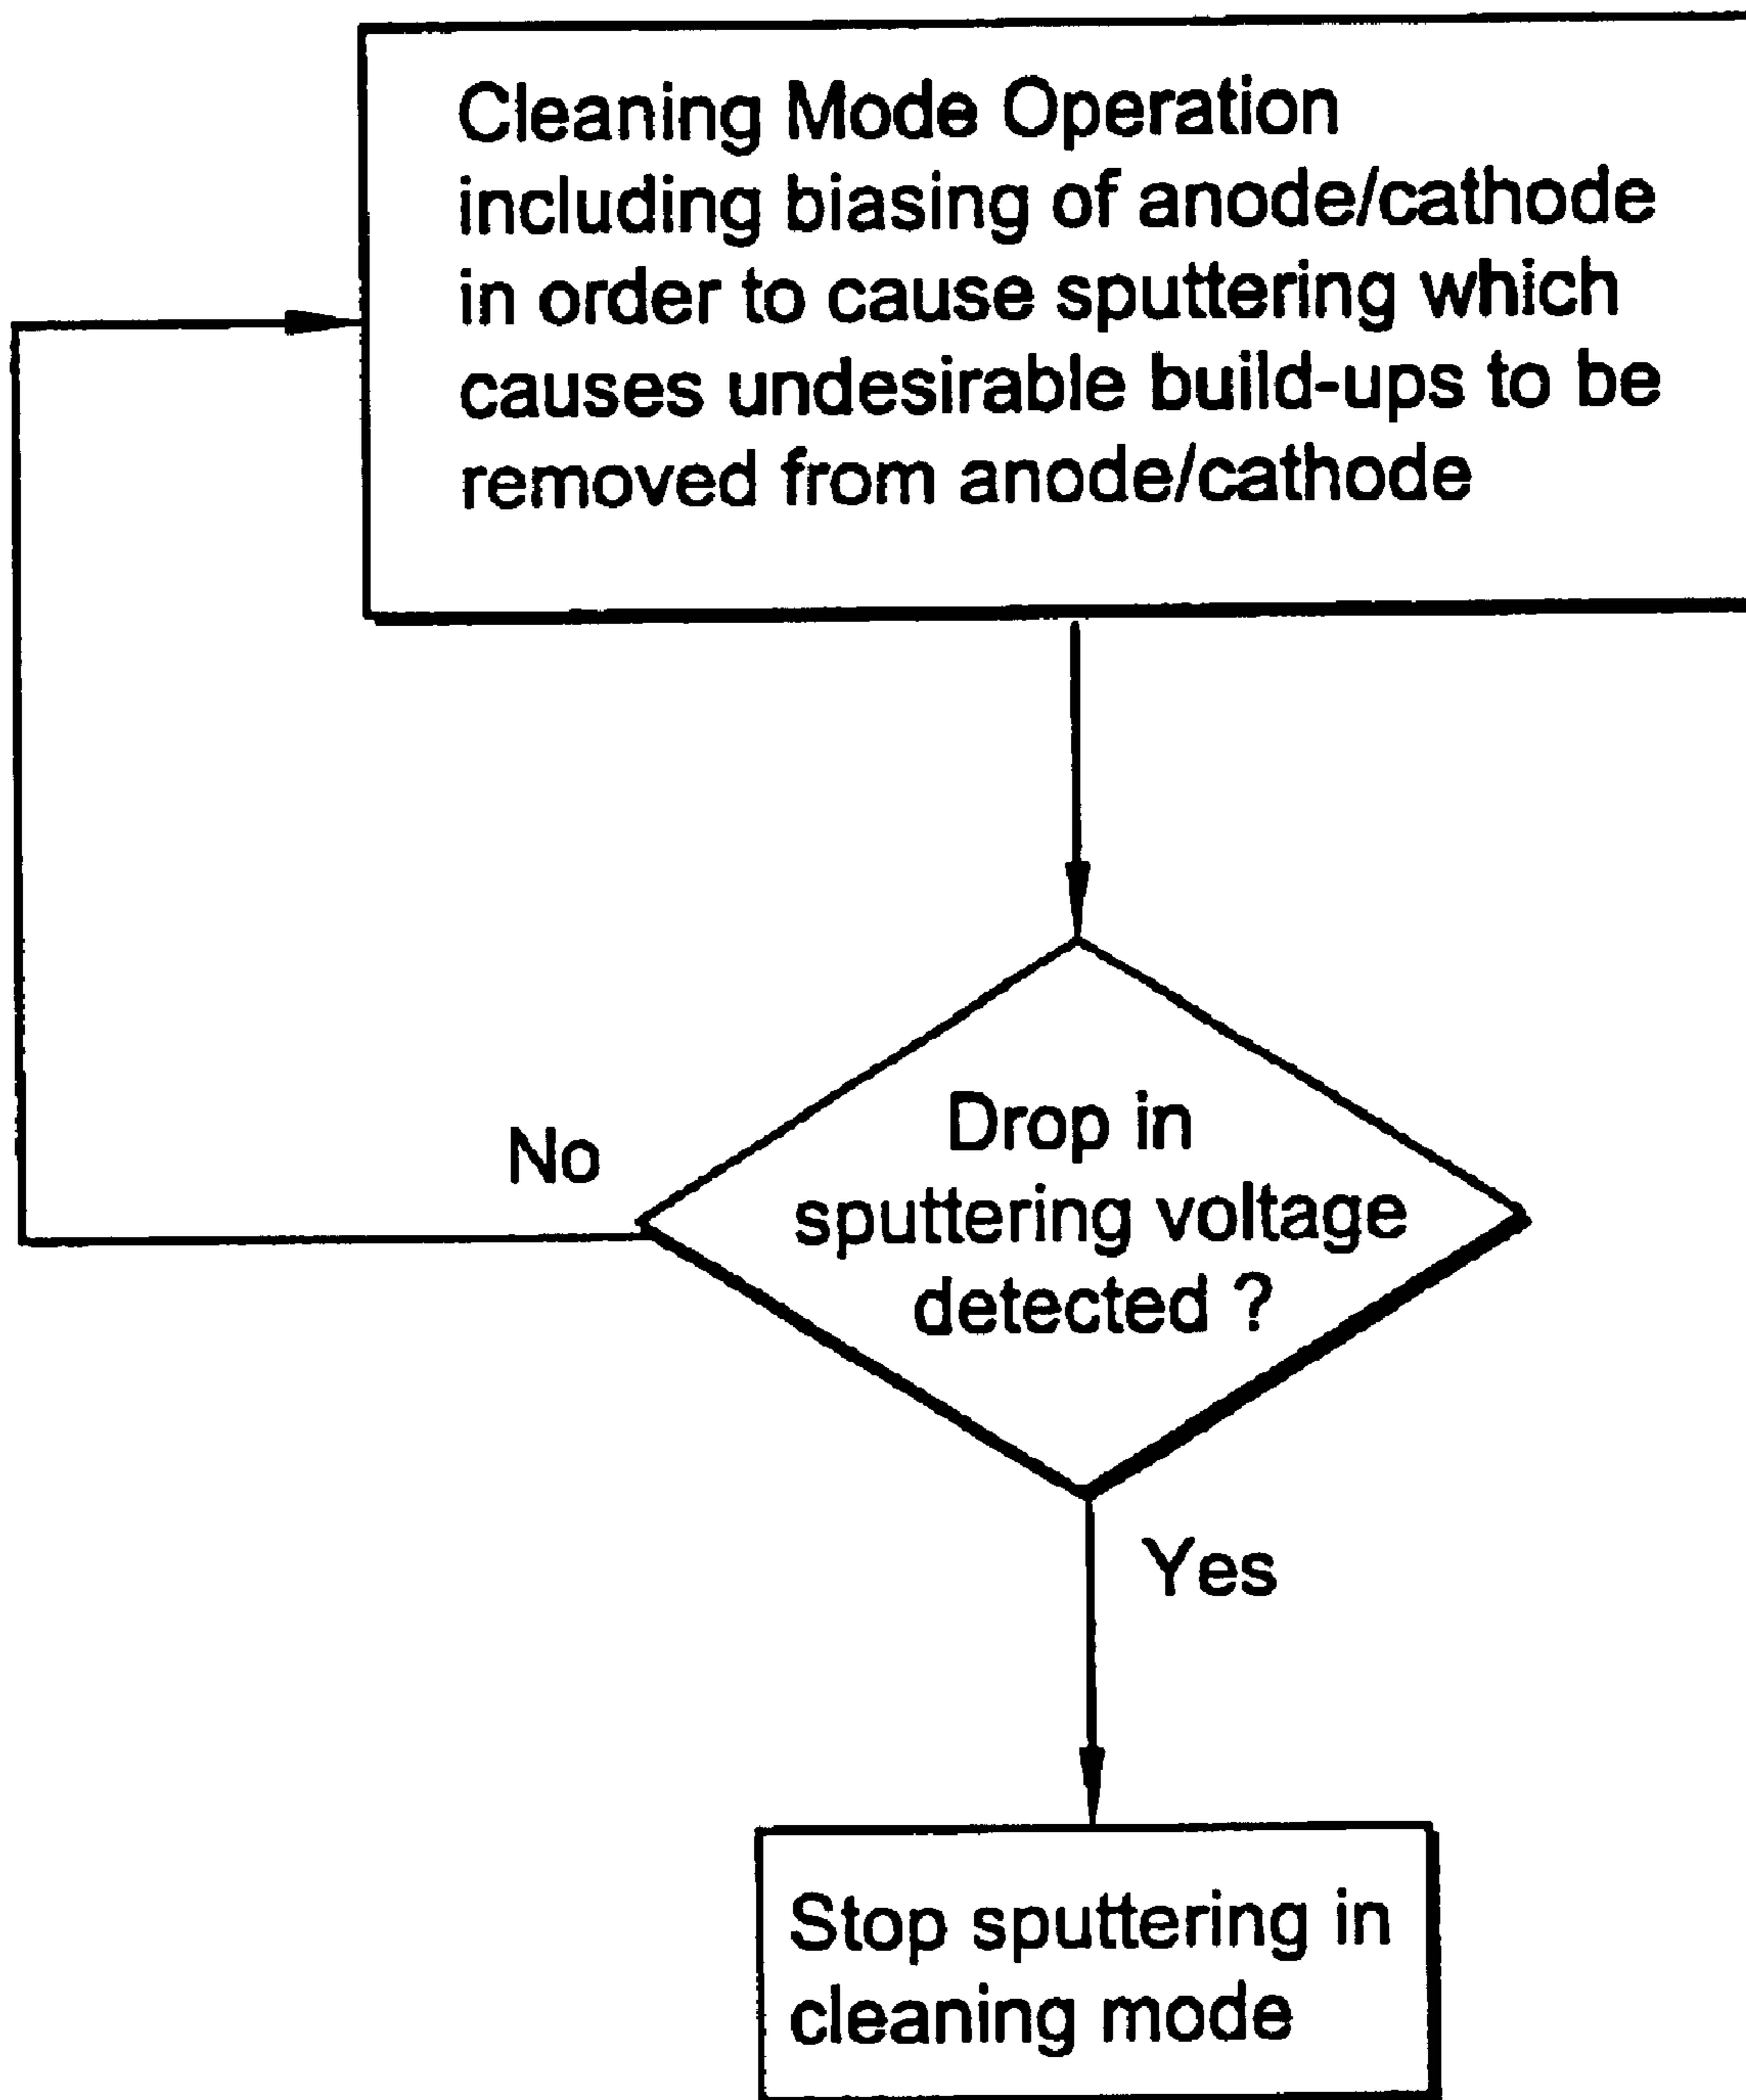 Cleaning Mode Operation
including biasing of anode/cathode
in order to cause sputtering which
causes undesirable build-ups to be
removed from anode/cathode
Drop in
No
sputtering voltage
detected ?
Yes
Stop sputtering in
cleaning mode